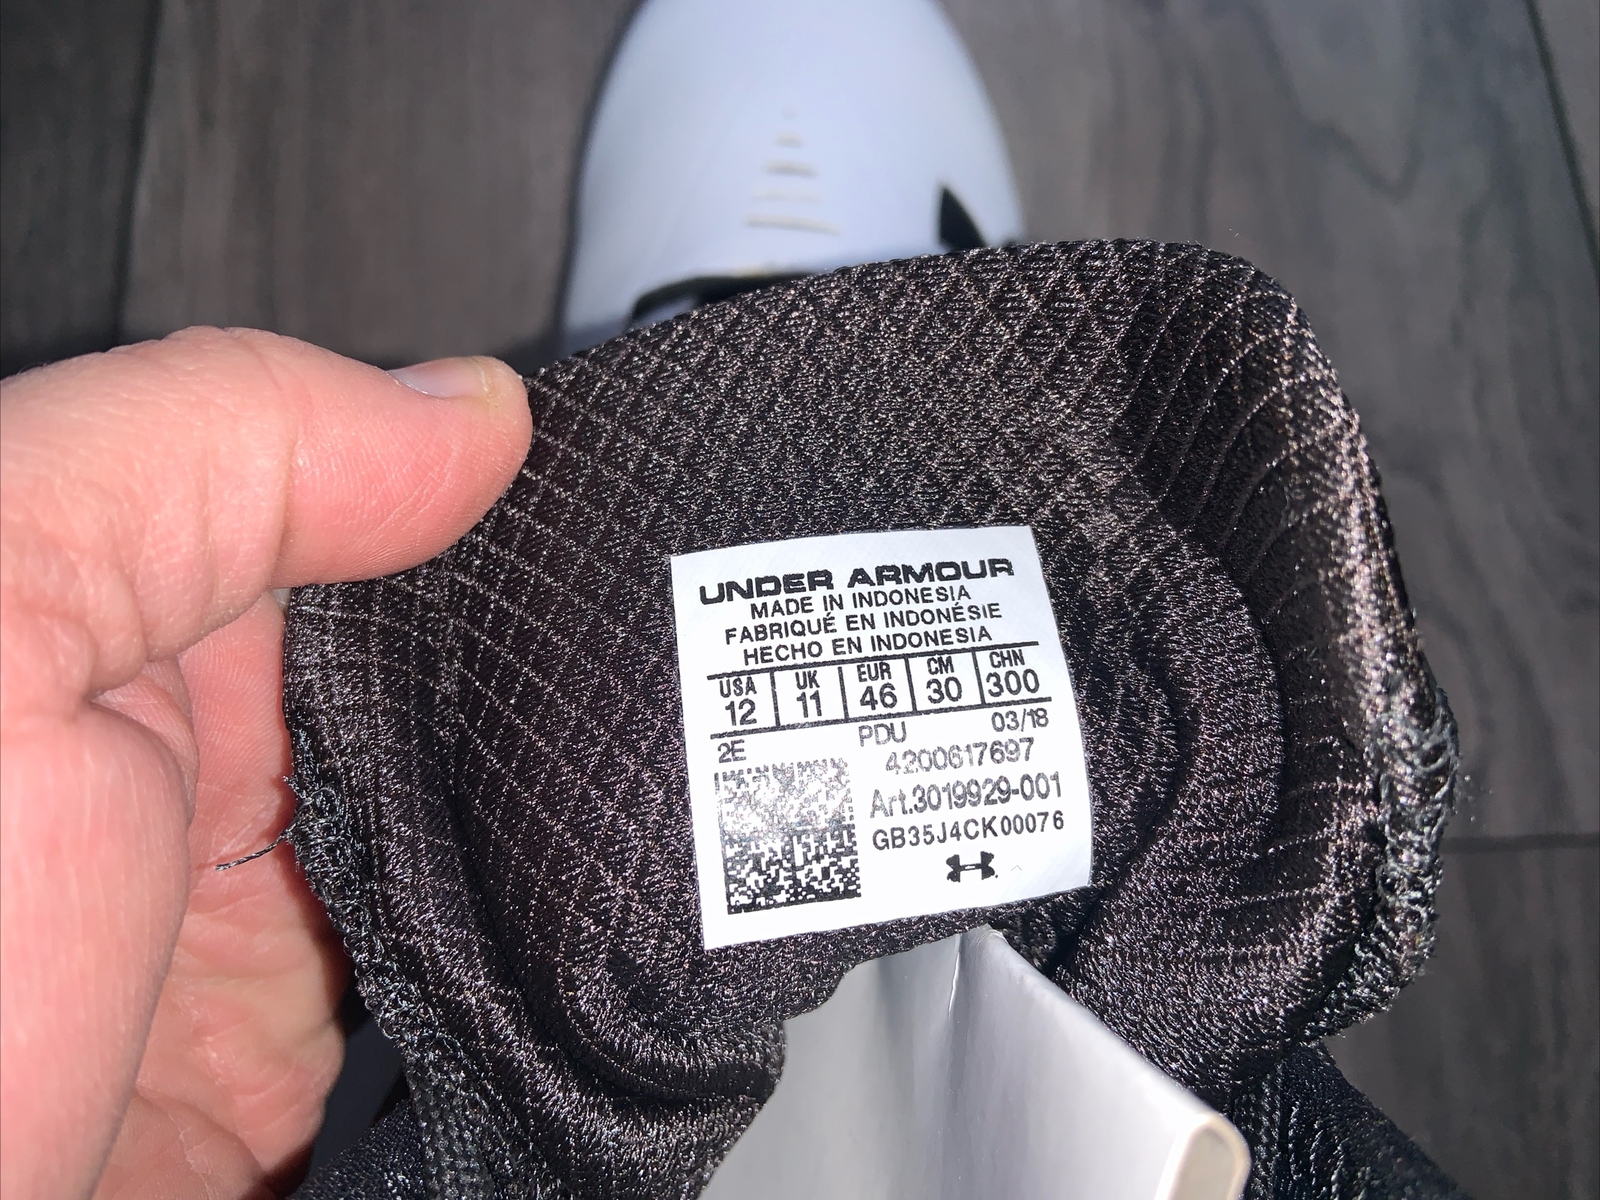 UNDER ARMOUR
MADE IN INDONESIA
FABRIQUÉ EN INDONÉSIE
HECHO EN INDONESIA
USA UK EUR CM CHN
12 11 46 30 300
2E PDU 03/18
4200617697
Art.3019929-001
GB35J4CK00076